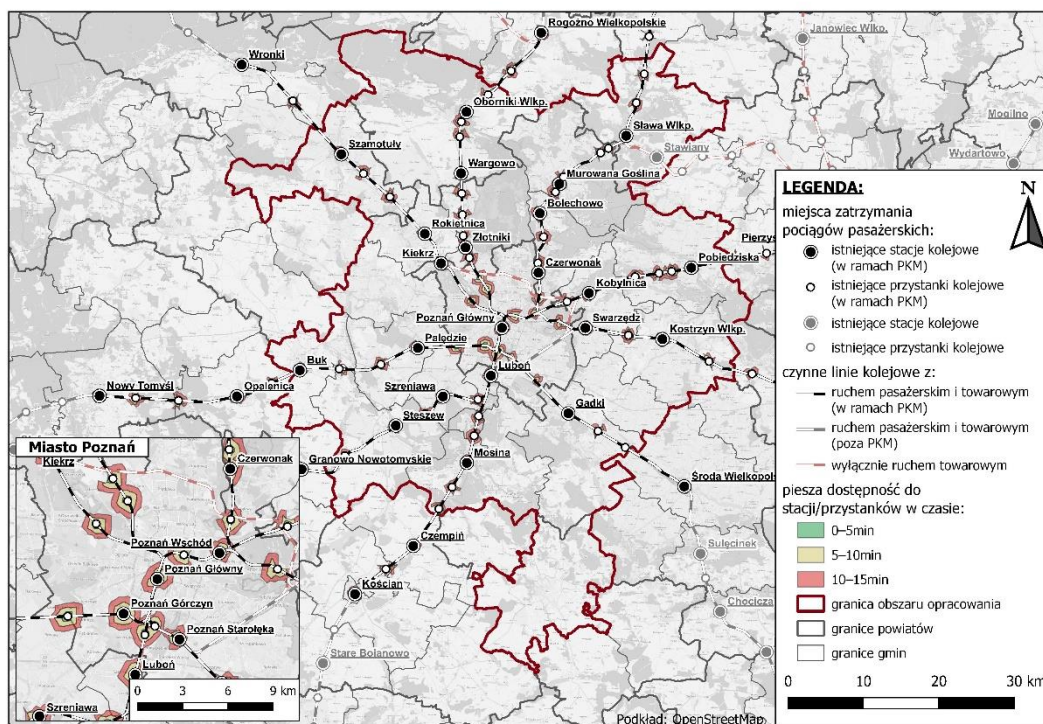 Rogoźno Wielkopolskie
Janowiec Wlkp.
Wronki
Oborniki Wlkp.
Mogilno
Sława Wlkp.
Stawiany
Szamotuły
Wargowo
Wydartowo
Murowana Goślina
Bolechowo
Rokietnica
Złotniki
Kiekrz
Czerwonak
Pobiedziska
Kobylnica
Poznań Główny
Swarzędz
Kostrzyn Wlkp.
Palędzie
Buk
Luboń
Nowy Tomyśl
Opalenica
Szreniawa
Gądki
Stęszew
Granowo Nowotomyskie
Mosina
Środa Wielkopol
Czempiń
Sulęcinek
Kościan
Chocicza
Stare Bojanowo
Podkład: OpenStreetMap
Miasto Poznań
Kiekrz
Czerwonak
Poznań Wschód
Poznań Główny
Poznań Górczyn
Poznań Starołęka
Luboń
Szreniawa
0 3 6 9 km
LEGENDA:
N
miejsca zatrzymania
pociągów pasażerskich:
istniejące stacje kolejowe
(w ramach PKM)
istniejące przystanki kolejowe
(w ramach PKM)
istniejące stacje kolejowe
istniejące przystanki kolejowe
czynne linie kolejowe z:
ruchem pasażerskim i towarowym
(w ramach PKM)
ruchem pasażerskim i towarowym
(poza PKM)
wyłącznie ruchem towarowym
piesza dostępność do
stacji/przystanków w czasie:
0–5min
5–10min
10–15min
granica obszaru opracowania
granice powiatów
granice gmin
0 10 20 30 km